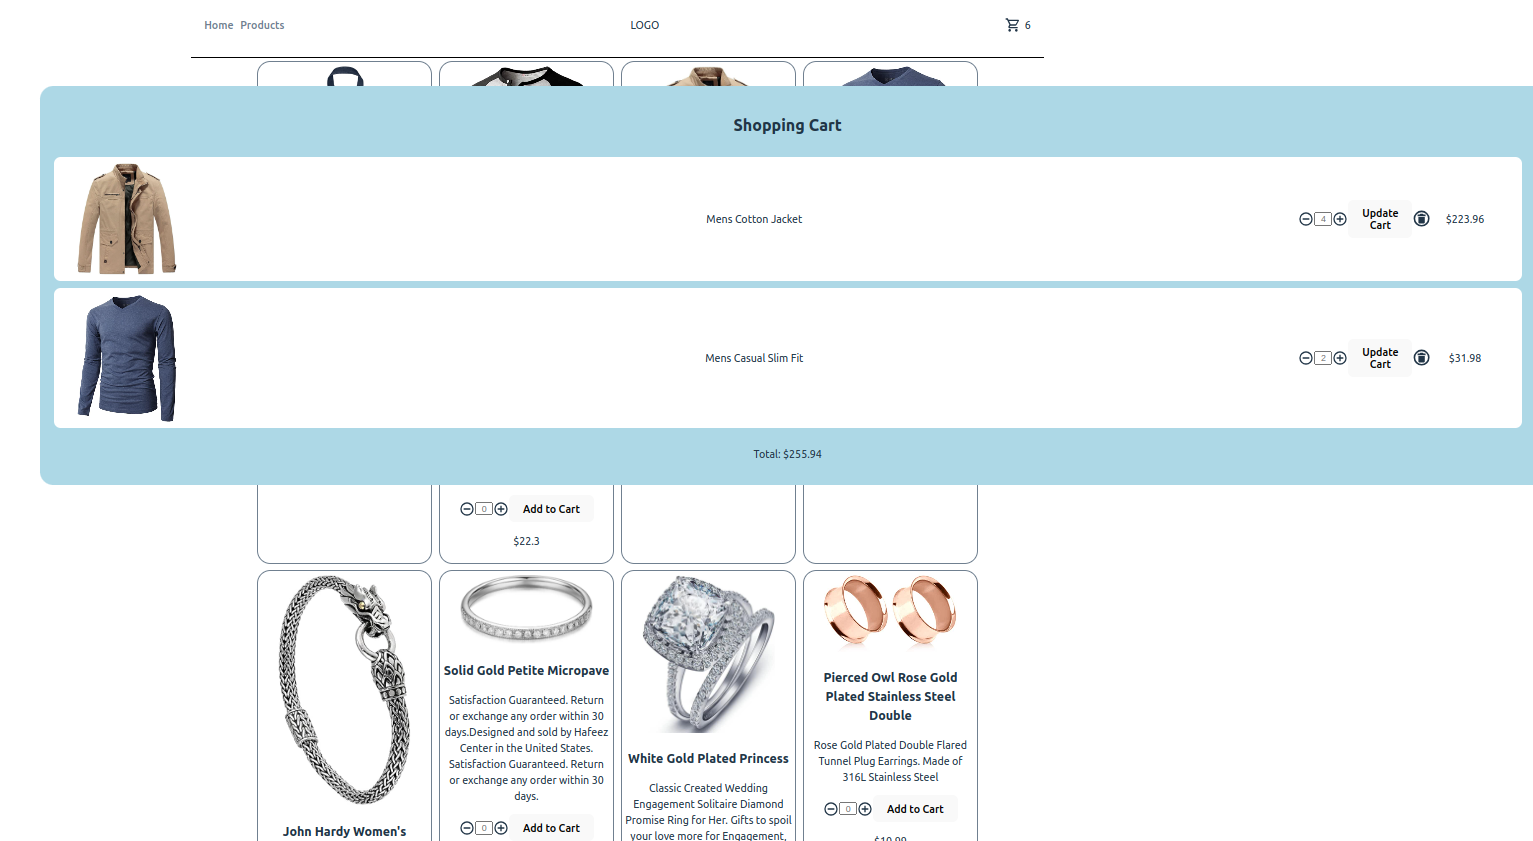 Home Products LOGO 6
Shopping Cart
Mens Cotton Jacket 4 Update Cart $223.96
Mens Casual Slim Fit 2 Update Cart $31.98
Total: $255.94
0 Add to Cart
$22.3
John Hardy Women's
Solid Gold Petite Micropave
Satisfaction Guaranteed. Return
or exchange any order within 30
days.Designed and sold by Hafeez
Center in the United States.
Satisfaction Guaranteed. Return
or exchange any order within 30
days.
0 Add to Cart
White Gold Plated Princess
Classic Created Wedding
Engagement Solitaire Diamond
Promise Ring for Her. Gifts to spoil
your love more for Engagement,
Pierced Owl Rose Gold
Plated Stainless Steel
Double
Rose Gold Plated Double Flared
Tunnel Plug Earrings. Made of
316L Stainless Steel
0 Add to Cart
$10.99